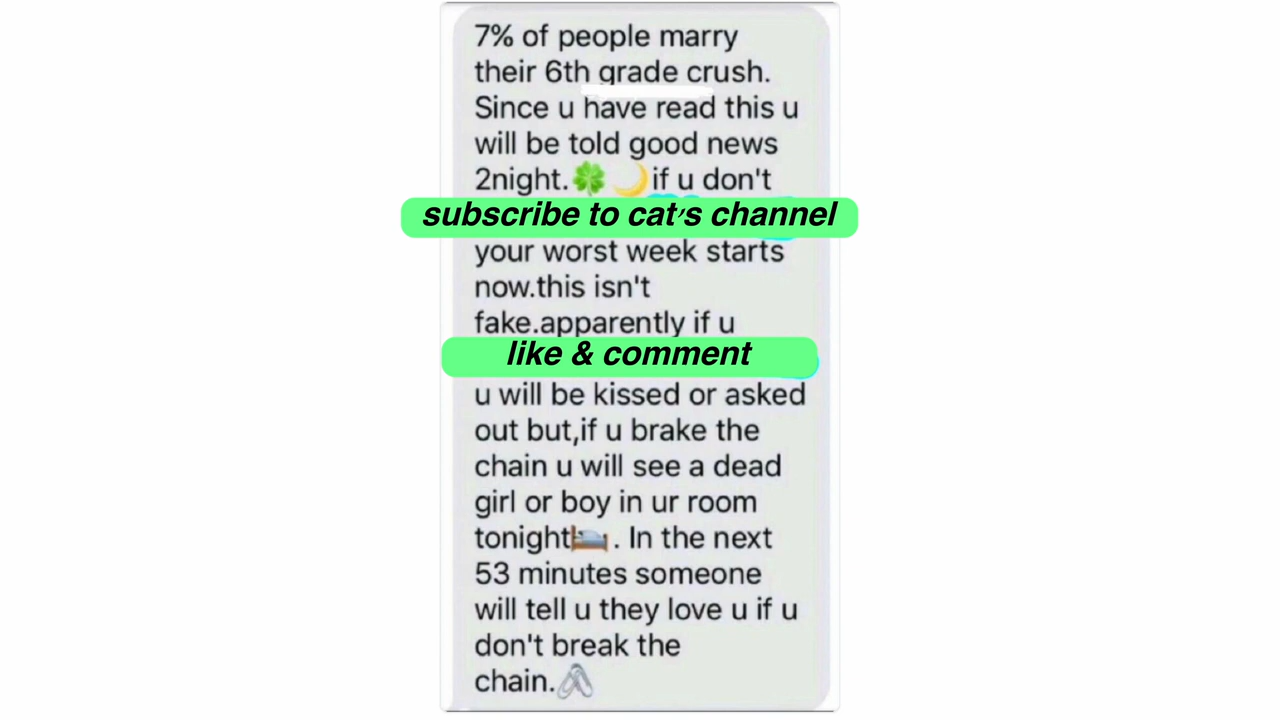 7% of people marry
their 6th grade crush.
Since u have read this u
will be told good news
2night.🍀🌙if u don't
subscribe to cat's channel
your worst week starts
now.this isn't
fake.apparently if u
like & comment
u will be kissed or asked
out but,if u brake the
chain u will see a dead
girl or boy in ur room
tonight🛏️. In the next
53 minutes someone
will tell u they love u if u
don't break the
chain.🖇️